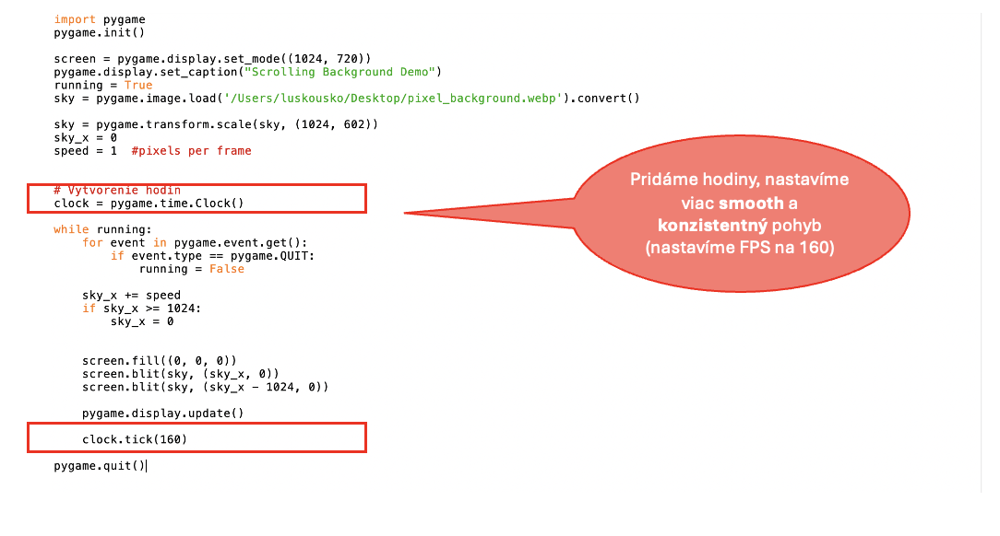 import pygame
pygame.init()
screen = pygame.display.set_mode((1024, 720))
pygame.display.set_caption("Scrolling Background Demo")
running = True
sky = pygame.image.load('/Users/luskousko/Desktop/pixel_background.webp').convert()
sky = pygame.transform.scale(sky, (1024, 602))
sky_x = 0
speed = 1  #pixels per frame
# Vytvorenie hodin
clock = pygame.time.Clock()
while running:
    for event in pygame.event.get():
        if event.type == pygame.QUIT:
            running = False
    sky_x += speed
    if sky_x >= 1024:
        sky_x = 0
    screen.fill((0, 0, 0))
    screen.blit(sky, (sky_x, 0))
    screen.blit(sky, (sky_x - 1024, 0))
    pygame.display.update()
    clock.tick(160)
pygame.quit()
Pridáme hodiny, nastavíme
viac smooth a
konzistentný pohyb
(nastavíme FPS na 160)